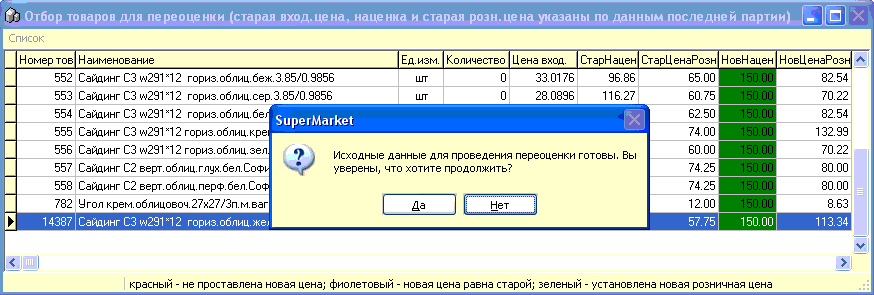 Отбор товаров для переоценки (старая вход.цена, наценка и старая розн.цена указаны по данным последней партии)
Список
Номер тов Наименование Ед.изм. Количество Цена вход. СтарНацен СтарЦенаРозн НовНацен НовЦенаРозн
552 Сайдинг С3 w291*12 гориз.облиц.беж.3.85/0.9856 шт 0 33.0176 96.86 65.00 150.00 82.54
553 Сайдинг С3 w291*12 гориз.облиц.сер.3.85/0.9856 шт 0 28.0896 116.27 60.75 150.00 70.22
554 Сайдинг С3 w291*12 гориз.облиц.бел 62.50 150.00 82.54
555 Сайдинг С3 w291*12 гориз.облиц.крем 74.00 150.00 132.99
556 Сайдинг С3 w291*12 гориз.облиц.зел. 60.00 150.00 70.22
557 Сайдинг С2 верт.облиц.глух.бел.Софи 74.25 150.00 80.00
558 Сайдинг С2 верт.облиц.перф.бел.Соф 74.25 150.00 80.00
782 Угол крем.облицовоч.27х27/3п.м.ваг 12.00 150.00 8.63
14387 Сайдинг С3 w291*12 гориз.облиц.же 57.75 150.00 113.34
SuperMarket
Исходные данные для проведения переоценки готовы. Вы
уверены, что хотите продолжить?
Да Нет
красный - не проставлена новая цена; фиолетовый - новая цена равна старой; зеленый - установлена новая розничная цена